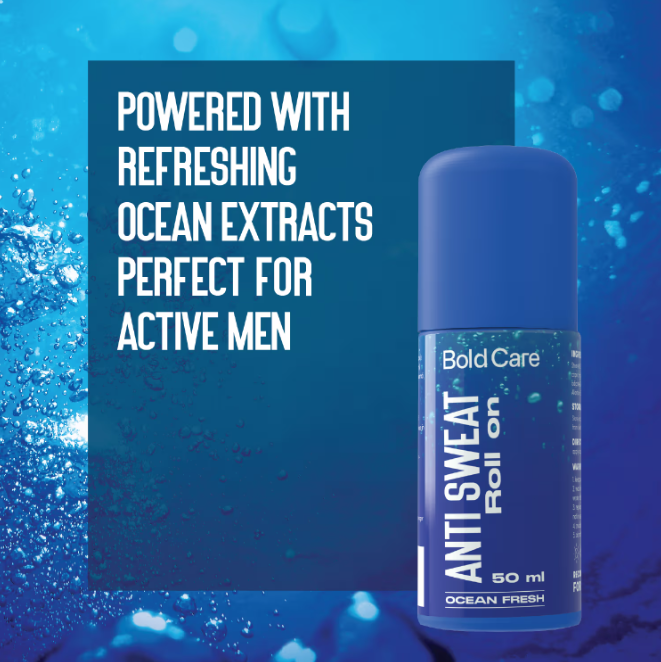 POWERED WITH
REFRESHING
OCEAN EXTRACTS
PERFECT FOR
ACTIVE MEN
Bold Care
ANTI SWEAT
Roll on
50 ml
OCEAN FRESH